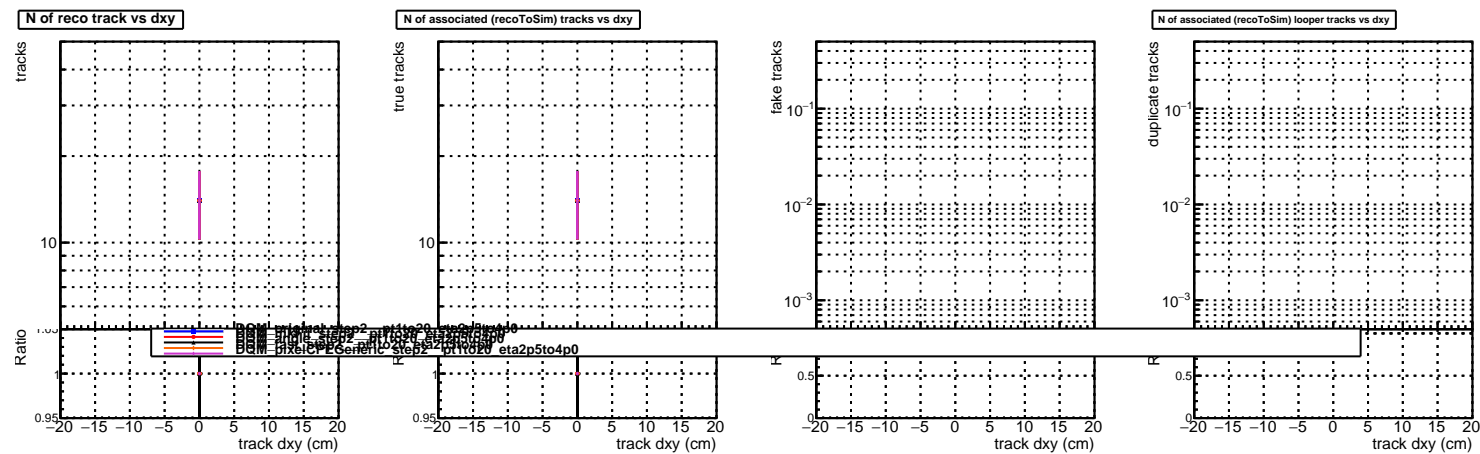 N of reco track vs dxy
tracks
10
Ratio
1.05
1
0.95
−20 −15 −10 −5 0 5 10 15 20
track dxy (cm)
N of associated (recoToSim) tracks vs dxy
true tracks
10
1
0.95
−20 −15 −10 −5 0 5 10 15 20
track dxy (cm)
fake tracks
10−1
10−2
10−3
0.5
0
−20 −15 −10 −5 0 5 10 15 20
track dxy (cm)
N of associated (recoToSim) looper tracks vs dxy
duplicate tracks
10−1
10−2
10−3
0.5
0
−20 −15 −10 −5 0 5 10 15 20
track dxy (cm)
DQM_original_step2__pt1to20_eta2p5to4p0
DQM_angle_step2__pt1to20_eta2p5to4p0
DQM_pixelCPEGeneric_step2__pt1to20_eta2p5to4p0